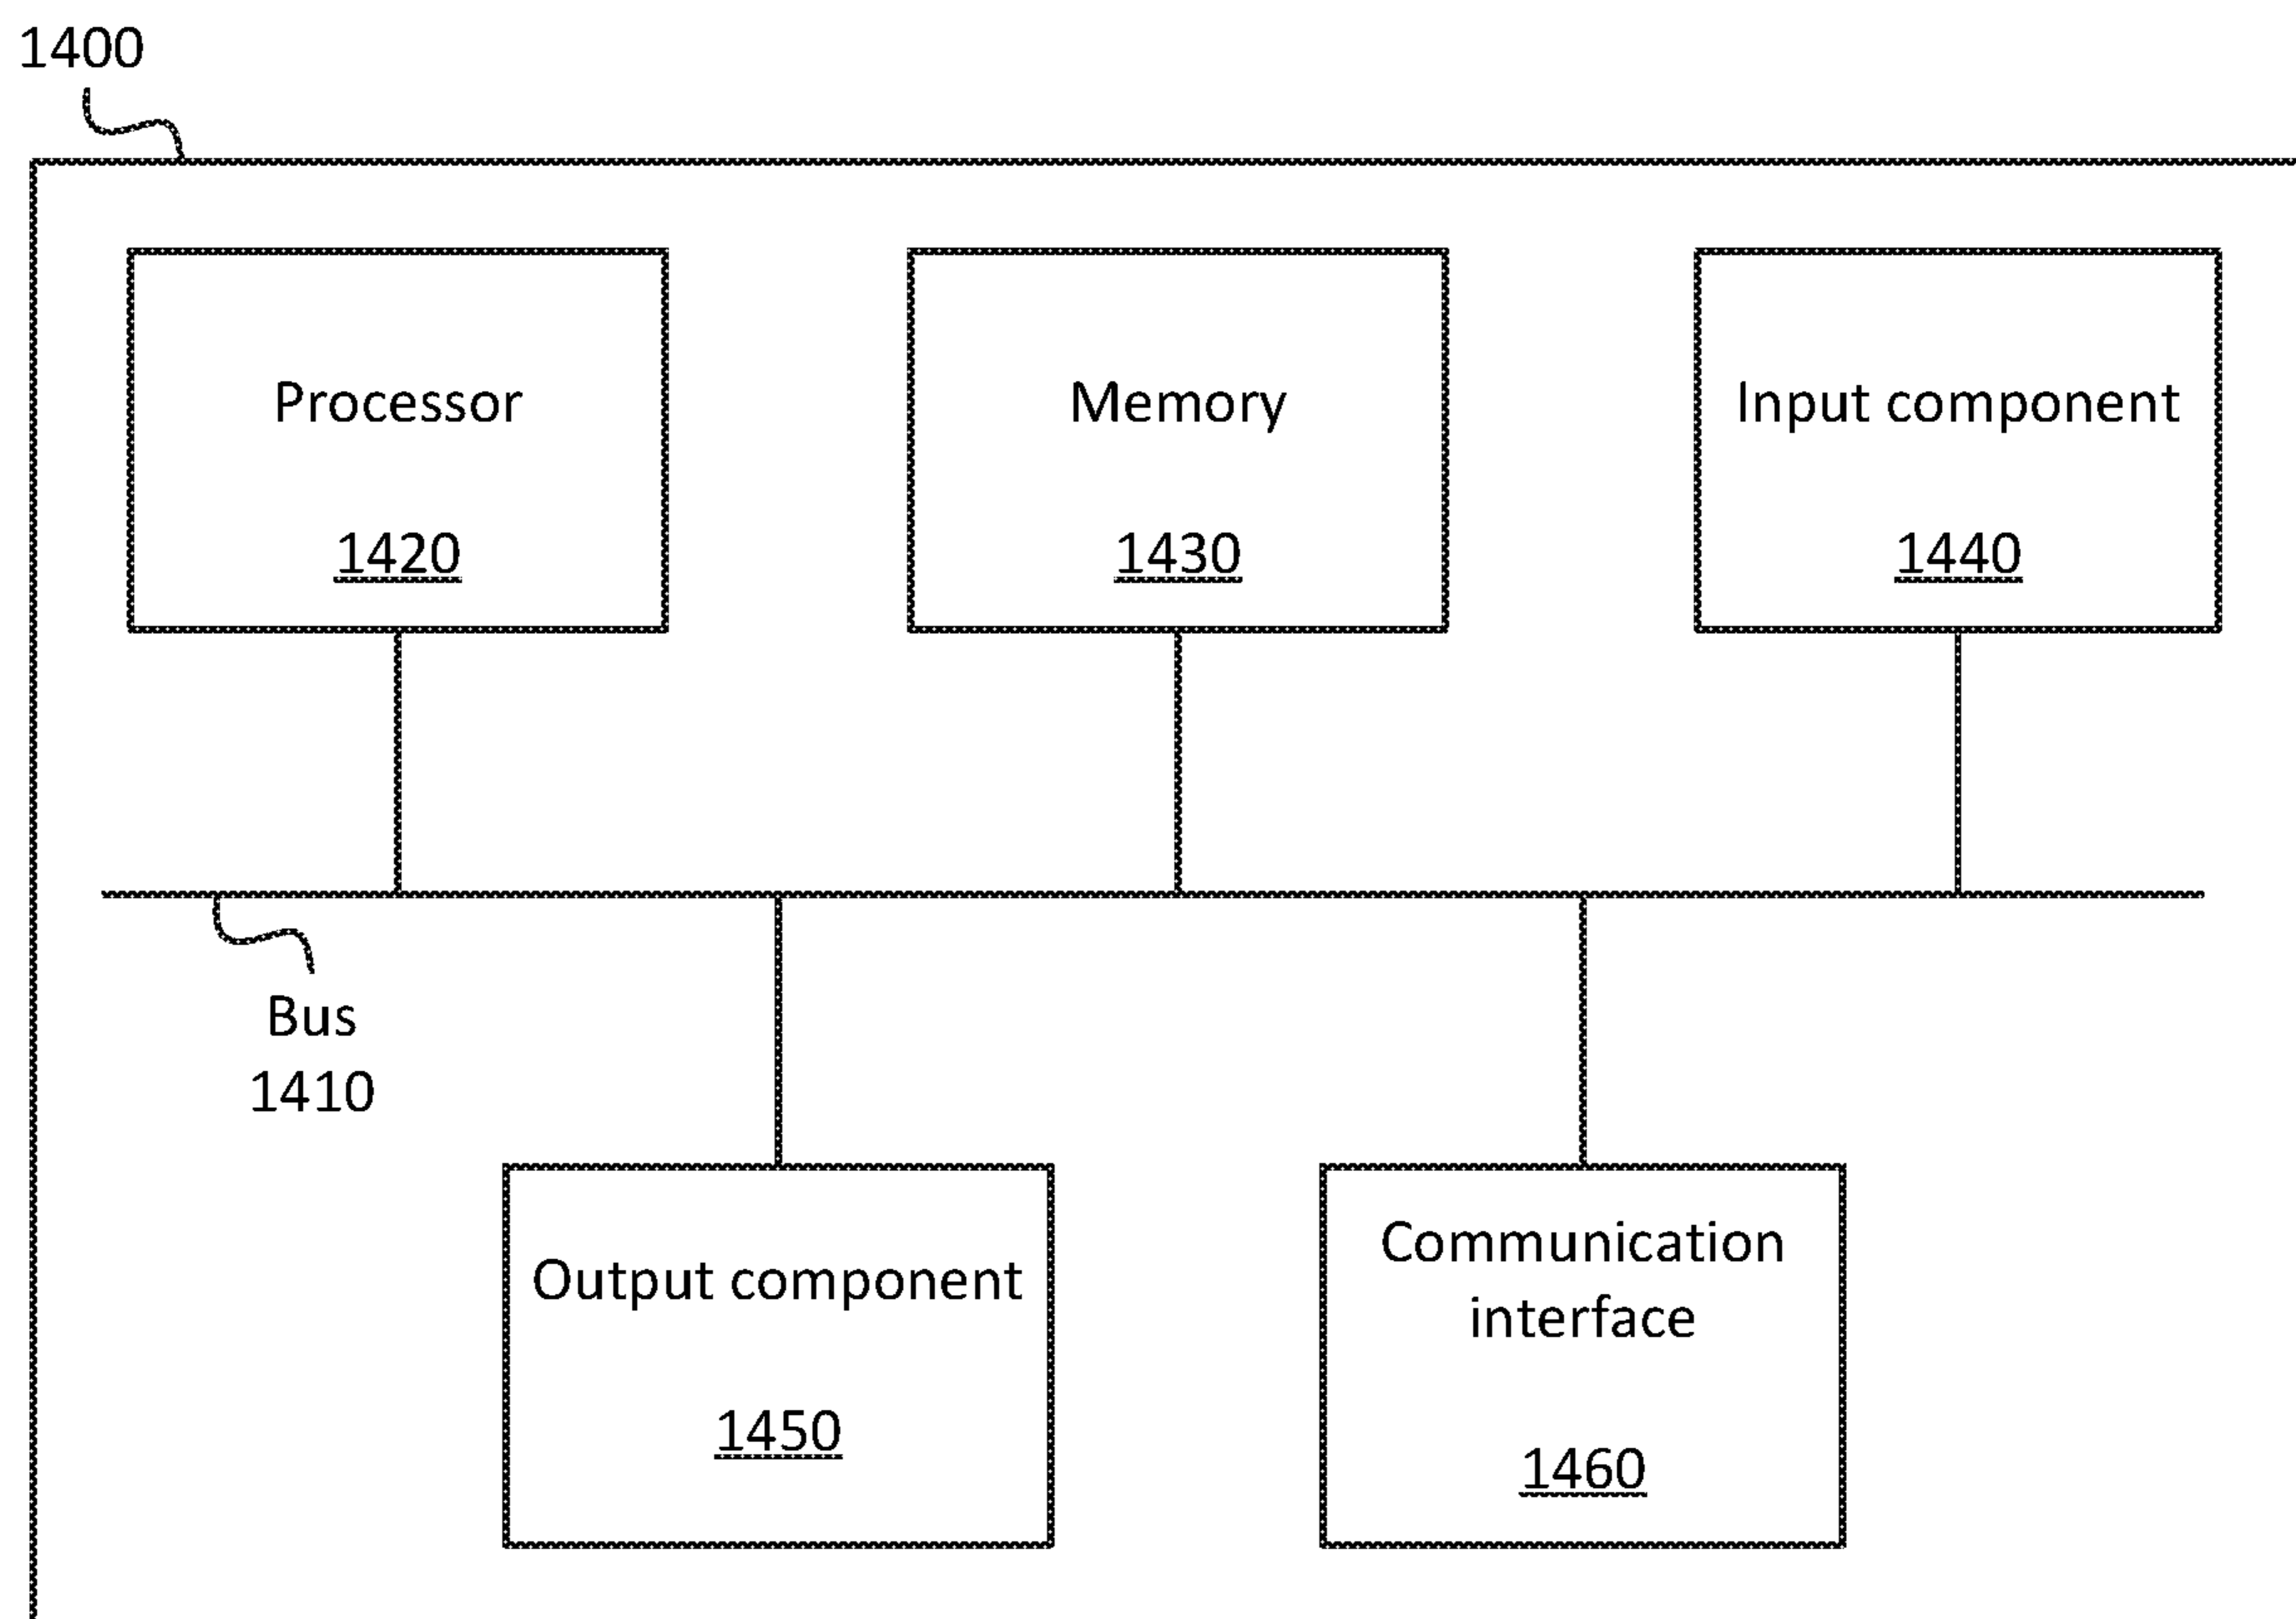 1400
Processor
1420
Memory
1430
Input component
1440
Bus
1410
Output component
1450
Communication
interface
1460